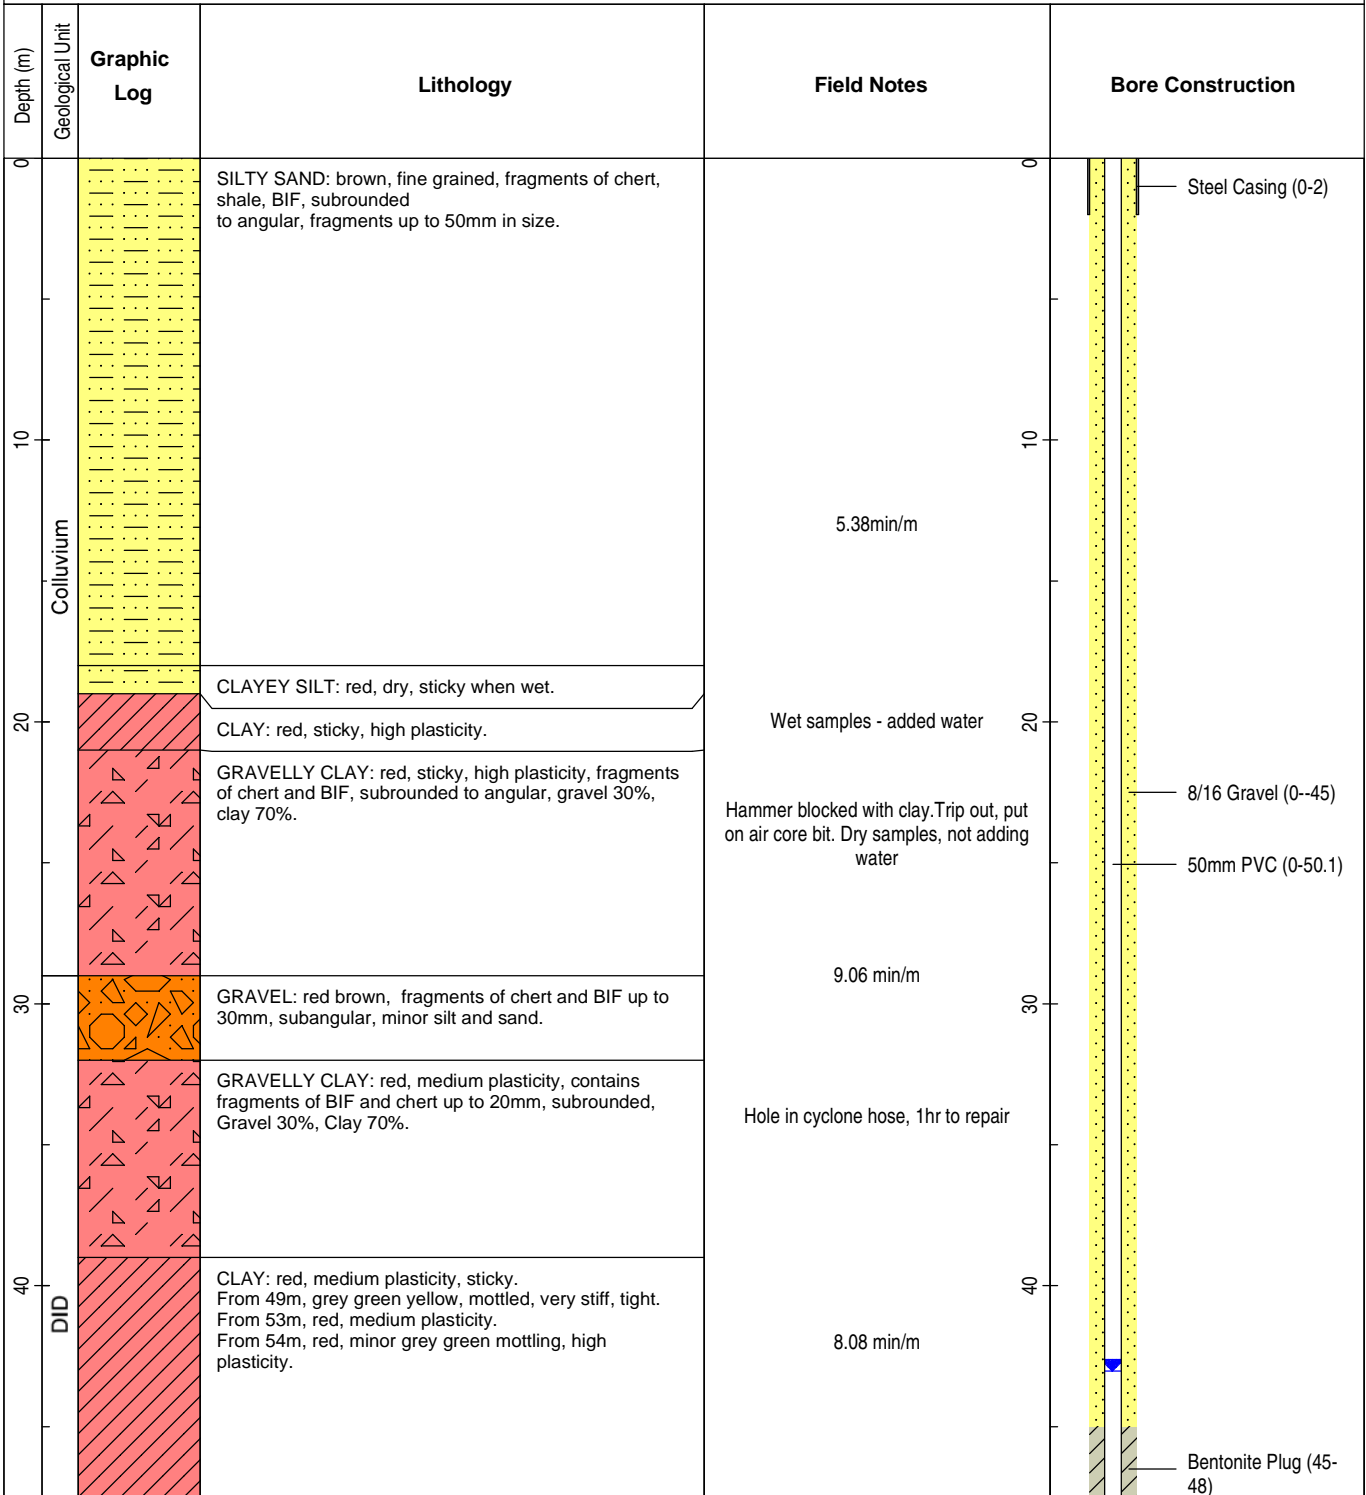 Depth (m)
Geological Unit
Graphic
Log
Lithology
Field Notes
Bore Construction
0
10
20
30
40
Colluvium
DID
SILTY SAND: brown, fine grained, fragments of chert,
shale, BIF, subrounded
to angular, fragments up to 50mm in size.
CLAYEY SILT: red, dry, sticky when wet.
CLAY: red, sticky, high plasticity.
GRAVELLY CLAY: red, sticky, high plasticity, fragments
of chert and BIF, subrounded to angular, gravel 30%,
clay 70%.
GRAVEL: red brown, fragments of chert and BIF up to
30mm, subangular, minor silt and sand.
GRAVELLY CLAY: red, medium plasticity, contains
fragments of BIF and chert up to 20mm, subrounded,
Gravel 30%, Clay 70%.
CLAY: red, medium plasticity, sticky.
From 49m, grey green yellow, mottled, very stiff, tight.
From 53m, red, medium plasticity.
From 54m, red, minor grey green mottling, high
plasticity.
5.38min/m
Wet samples - added water
Hammer blocked with clay.Trip out, put
on air core bit. Dry samples, not adding
water
9.06 min/m
Hole in cyclone hose, 1hr to repair
8.08 min/m
0
10
20
30
40
Steel Casing (0-2)
8/16 Gravel (0--45)
50mm PVC (0-50.1)
Bentonite Plug (45-
48)